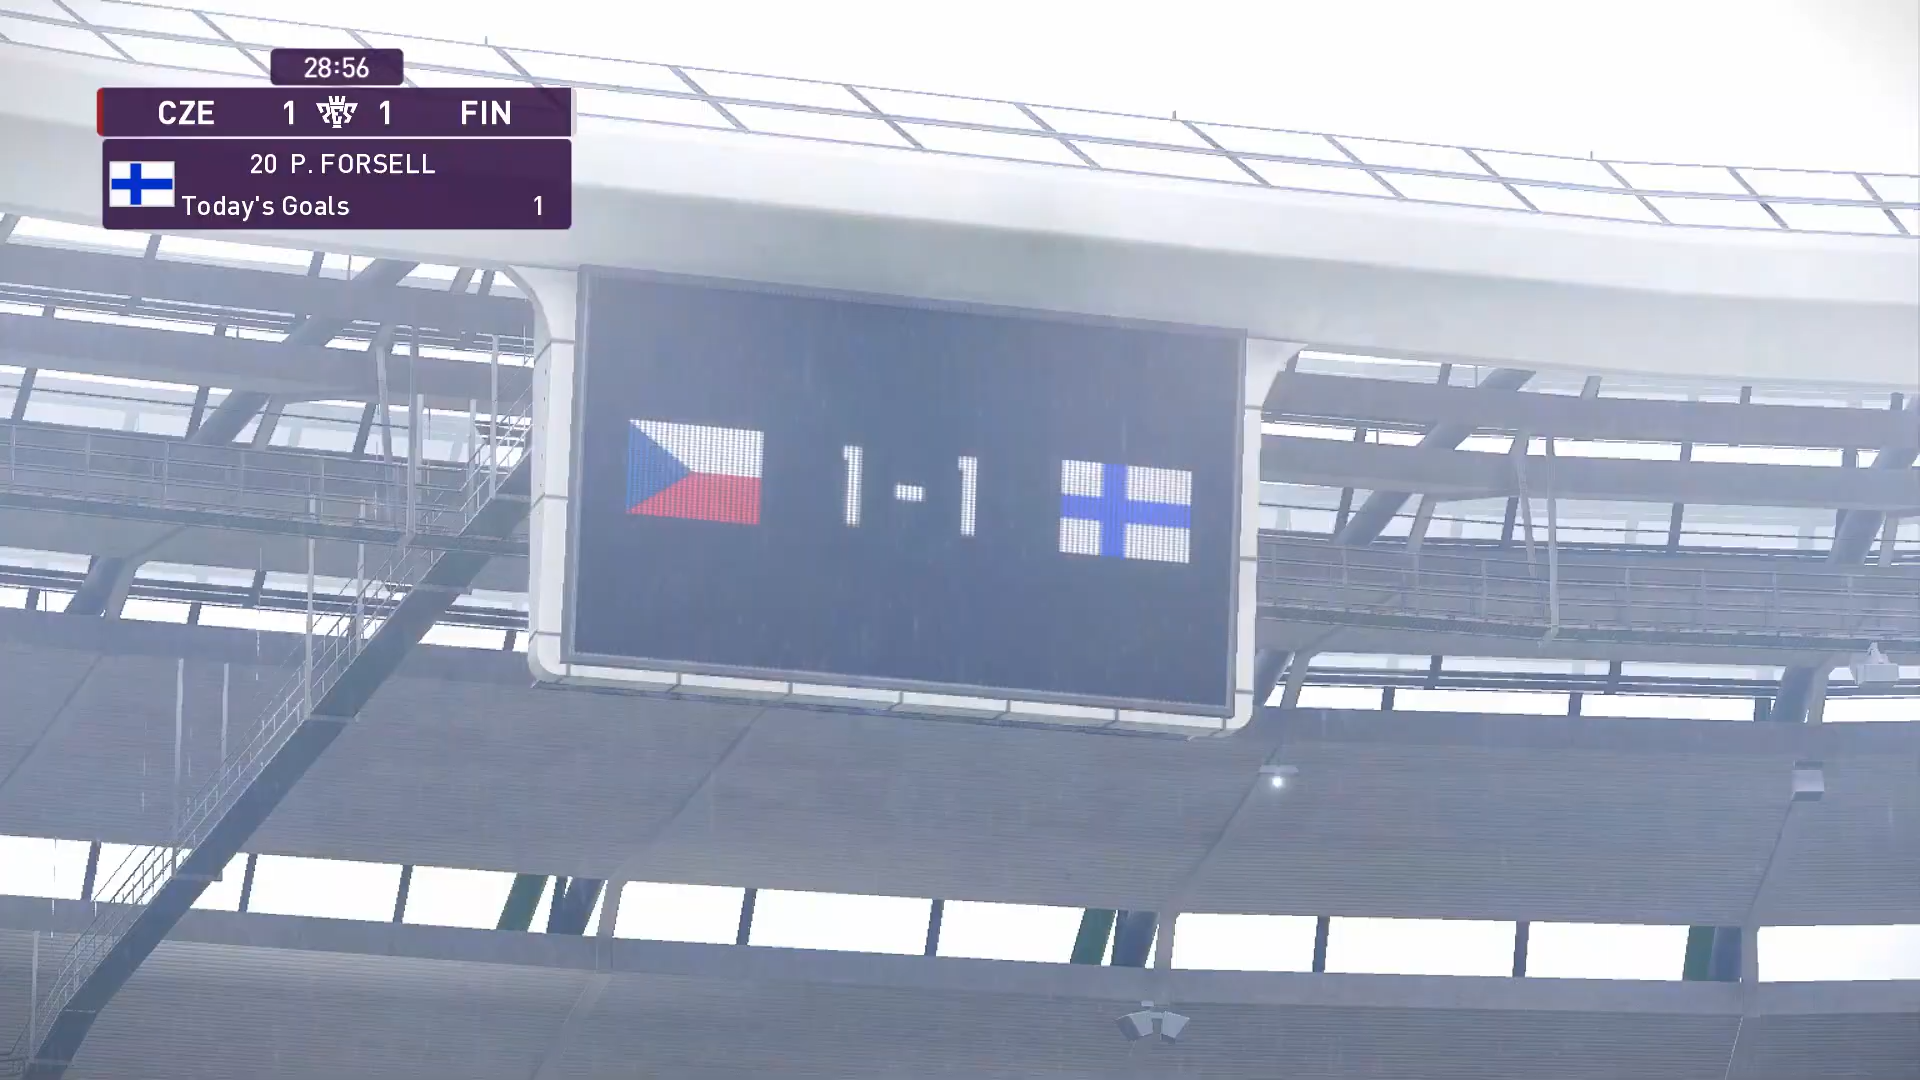 28:56
CZE 1 1 FIN
20 P. FORSELL
Today's Goals 1
1 - 1